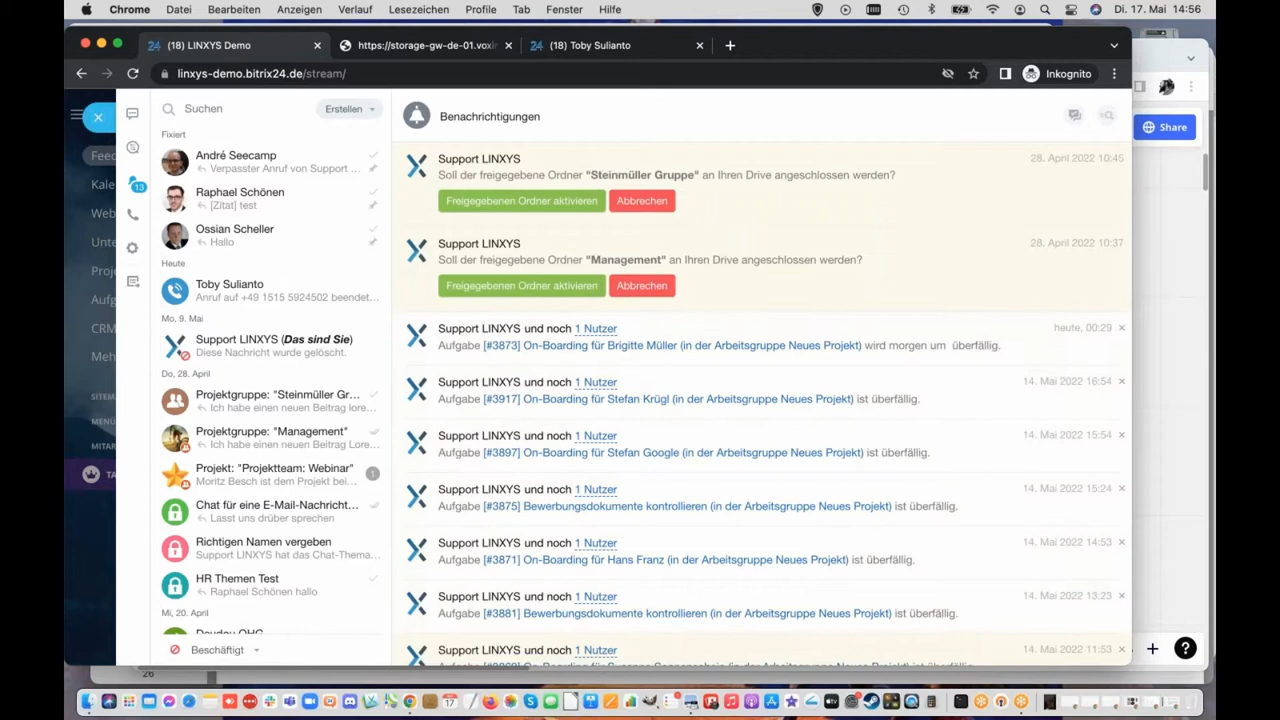 Chrome Datei Bearbeiten Anzeigen Verlauf Lesezeichen Profile Tab Fenster Hilfe Di. 17. Mai 14:56
24 (18) LINXYS Demo https://storage-gw-de-01.voxi 24 (18) Toby Sulianto
linxys-demo.bitrix24.de/stream/ Inkognito
Suchen Erstellen
Benachrichtigungen
Share
Fixiert
André Seecamp
Verpasster Anruf von Support ...
Raphael Schönen
[Zitat] test
Ossian Scheller
Hallo
Heute
Toby Sulianto
Anruf auf +49 1515 5924502 beendet...
Mo, 9. Mai
Support LINXYS (Das sind Sie)
Diese Nachricht wurde gelöscht.
Do, 28. April
Projektgruppe: "Steinmüller Gr...
Ich habe einen neuen Beitrag lore...
Projektgruppe: "Management"
Ich habe einen neuen Beitrag Lore...
Projekt: "Projektteam: Webinar"
Moritz Besch ist dem Projekt bei...
1
Chat für eine E-Mail-Nachricht...
Lasst uns drüber sprechen
Richtigen Namen vergeben
Support LINXYS hat das Chat-Thema...
HR Themen Test
Raphael Schönen hallo
Mi, 20. April
Beschäftigt
13
Feed
Kale
Web
Unte
Proje
Aufg
CRM
Meh
SITEM
MENÜ
MITAR
TA
26
Support LINXYS 28. April 2022 10:45
Soll der freigegebene Ordner "Steinmüller Gruppe" an Ihren Drive angeschlossen werden?
Freigegebenen Ordner aktivieren Abbrechen
Support LINXYS 28. April 2022 10:37
Soll der freigegebene Ordner "Management" an Ihren Drive angeschlossen werden?
Freigegebenen Ordner aktivieren Abbrechen
Support LINXYS und noch 1 Nutzer heute, 00:29
Aufgabe [#3873] On-Boarding für Brigitte Müller (in der Arbeitsgruppe Neues Projekt) wird morgen um überfällig.
Support LINXYS und noch 1 Nutzer 14. Mai 2022 16:54
Aufgabe [#3917] On-Boarding für Stefan Krügl (in der Arbeitsgruppe Neues Projekt) ist überfällig.
Support LINXYS und noch 1 Nutzer 14. Mai 2022 15:54
Aufgabe [#3897] On-Boarding für Stefan Google (in der Arbeitsgruppe Neues Projekt) ist überfällig.
Support LINXYS und noch 1 Nutzer 14. Mai 2022 15:24
Aufgabe [#3875] Bewerbungsdokumente kontrollieren (in der Arbeitsgruppe Neues Projekt) ist überfällig.
Support LINXYS und noch 1 Nutzer 14. Mai 2022 14:53
Aufgabe [#3871] On-Boarding für Hans Franz (in der Arbeitsgruppe Neues Projekt) ist überfällig.
Support LINXYS und noch 1 Nutzer 14. Mai 2022 13:23
Aufgabe [#3881] Bewerbungsdokumente kontrollieren (in der Arbeitsgruppe Neues Projekt) ist überfällig.
Support LINXYS und noch 1 Nutzer 14. Mai 2022 11:53